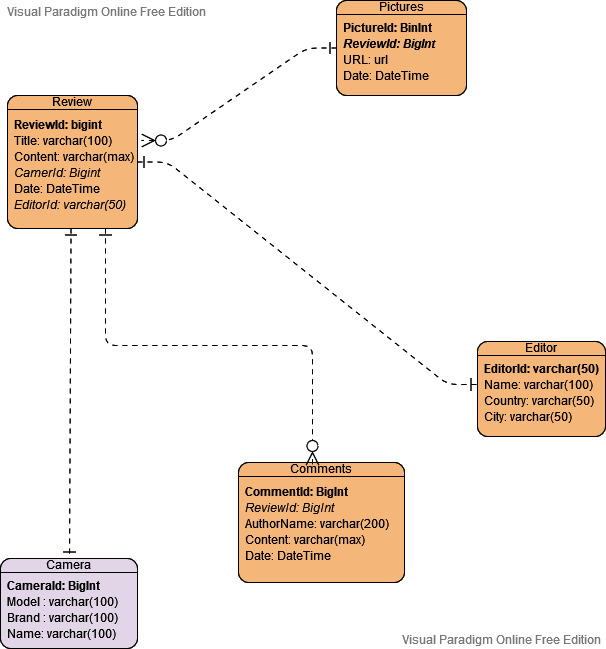 Visual Paradigm Online Free Edition
Pictures
PictureId: BinInt
ReviewId: BigInt
URL: url
Date: DateTime
Review
ReviewId: bigint
Title: varchar(100)
Content: varchar(max)
CamerId: Bigint
Date: DateTime
EditorId: varchar(50)
Editor
EditorId: varchar(50)
Name: varchar(100)
Country: varchar(50)
City: varchar(50)
Comments
CommentId: BigInt
ReviewId: BigInt
AuthorName: varchar(200)
Content: varchar(max)
Date: DateTime
Camera
CameraId: BigInt
Model : varchar(100)
Brand : varchar(100)
Name: varchar(100)
Visual Paradigm Online Free Edition